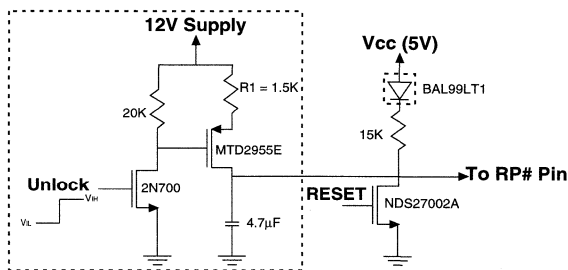 12V Supply
Vcc (5V)
R1 = 1.5K
BAL99LT1
20K
15K
MTD2955E
To RP# Pin
Unlock
2N700
RESET
NDS27002A
VIH
VIL
4.7µF